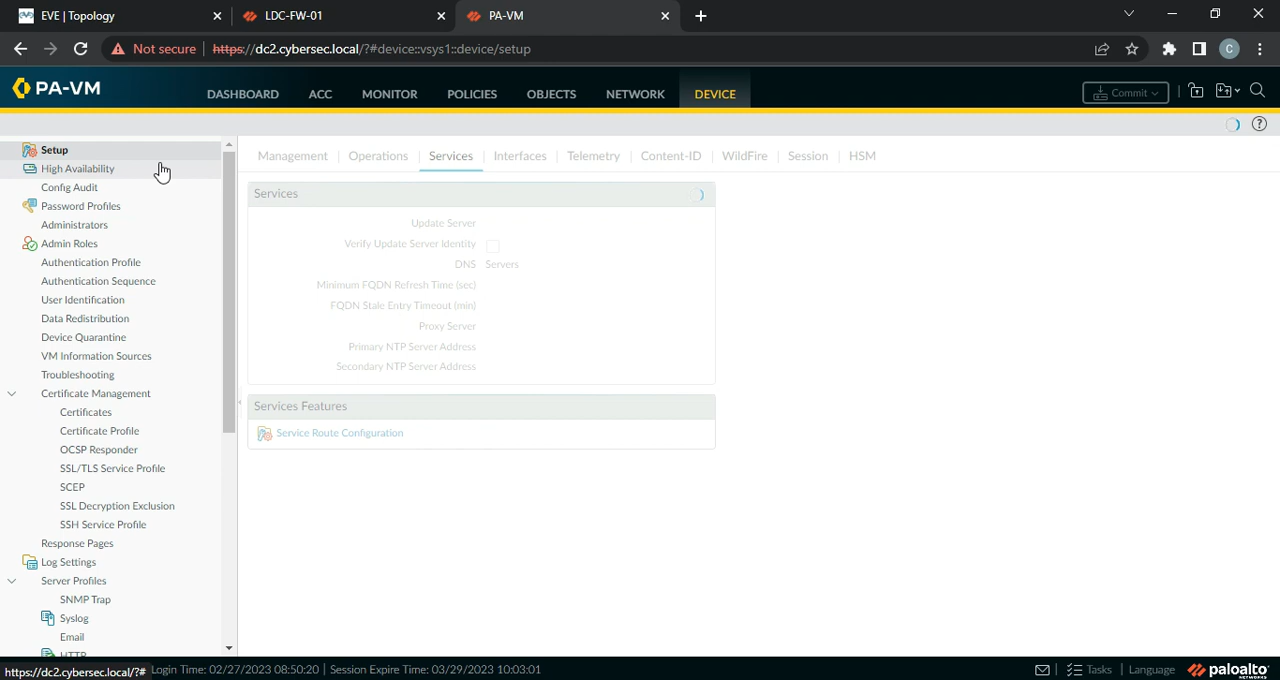 EVE | Topology
LDC-FW-01
PA-VM
Not secure
https://dc2.cybersec.local/?#device::vsys1::device/setup
C
PA-VM
DASHBOARD
ACC
MONITOR
POLICIES
OBJECTS
NETWORK
DEVICE
Commit
Setup
High Availability
Config Audit
Password Profiles
Administrators
Admin Roles
Authentication Profile
Authentication Sequence
User Identification
Data Redistribution
Device Quarantine
VM Information Sources
Troubleshooting
Certificate Management
Certificates
Certificate Profile
OCSP Responder
SSL/TLS Service Profile
SCEP
SSL Decryption Exclusion
SSH Service Profile
Response Pages
Log Settings
Server Profiles
SNMP Trap
Syslog
Email
HTTP
Management
Operations
Services
Interfaces
Telemetry
Content-ID
WildFire
Session
HSM
Services
Update Server
Verify Update Server Identity
DNS Servers
Minimum FQDN Refresh Time (sec)
FQDN Stale Entry Timeout (min)
Proxy Server
Primary NTP Server Address
Secondary NTP Server Address
Services Features
Service Route Configuration
https://dc2.cybersec.local/?#
Login Time: 02/27/2023 08:50:20 | Session Expire Time: 03/29/2023 10:03:01
Tasks
Language
paloalto
NETWORKS